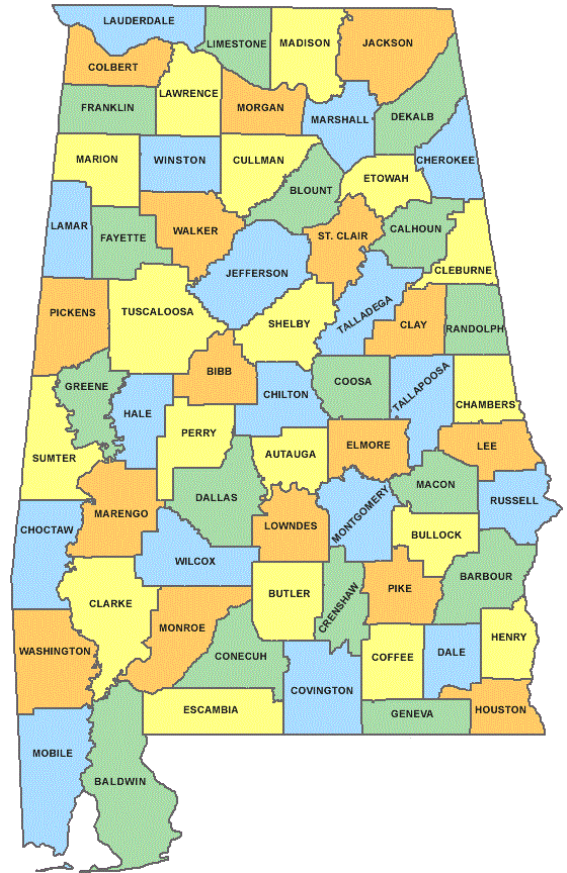 LAUDERDALE
LIMESTONE
MADISON
JACKSON
COLBERT
LAWRENCE
FRANKLIN
MORGAN
MARSHALL
DEKALB
MARION
WINSTON
CULLMAN
CHEROKEE
ETOWAH
BLOUNT
LAMAR
FAYETTE
WALKER
ST. CLAIR
CALHOUN
JEFFERSON
CLEBURNE
PICKENS
TUSCALOOSA
SHELBY
TALLADEGA
CLAY
RANDOLPH
GREENE
BIBB
HALE
CHILTON
COOSA
TALLAPOOSA
CHAMBERS
SUMTER
PERRY
AUTAUGA
ELMORE
LEE
DALLAS
MACON
RUSSELL
CHOCTAW
MARENGO
LOWNDES
MONTGOMERY
BULLOCK
WILCOX
BARBOUR
CLARKE
MONROE
BUTLER
CRENSHAW
PIKE
WASHINGTON
CONECUH
COFFEE
DALE
HENRY
COVINGTON
ESCAMBIA
GENEVA
HOUSTON
MOBILE
BALDWIN